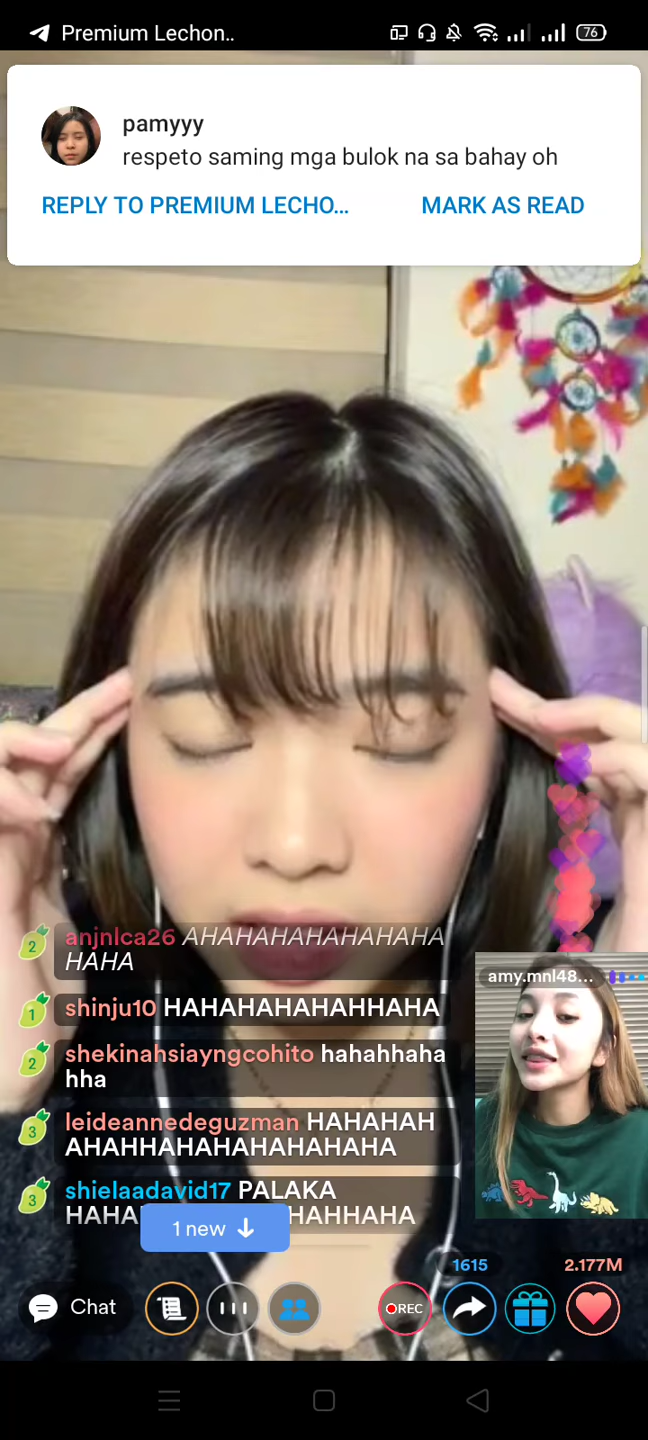 Premium Lechon..
76
pamyyy
respeto saming mga bulok na sa bahay oh
REPLY TO PREMIUM LECHO... MARK AS READ
amy.mnl48...
2 anjnlca26 AHAHAHAHAHAHAHA
HAHA
1 shinju10 HAHAHAHAHAHHAHA
2 shekinahsiayngcohito hahahhaha
hha
3 leideannedeguzman HAHAHAH
AHAHHAHAHAHAHAHAHA
3 shielaadavid17 PALAKA
HAHA HAHHAHA
1 new
1615 2.177M
Chat
REC